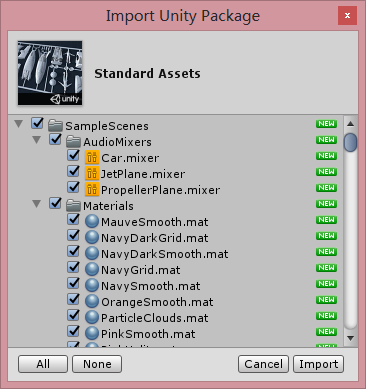 Import Unity Package
x
unity
Standard Assets
SampleScenes NEW
AudioMixers NEW
Car.mixer NEW
JetPlane.mixer NEW
PropellerPlane.mixer NEW
Materials NEW
MauveSmooth.mat NEW
NavyDarkGrid.mat NEW
NavyDarkSmooth.mat NEW
NavyGrid.mat NEW
NavySmooth.mat NEW
OrangeSmooth.mat NEW
ParticleClouds.mat NEW
PinkSmooth.mat NEW
All None Cancel Import